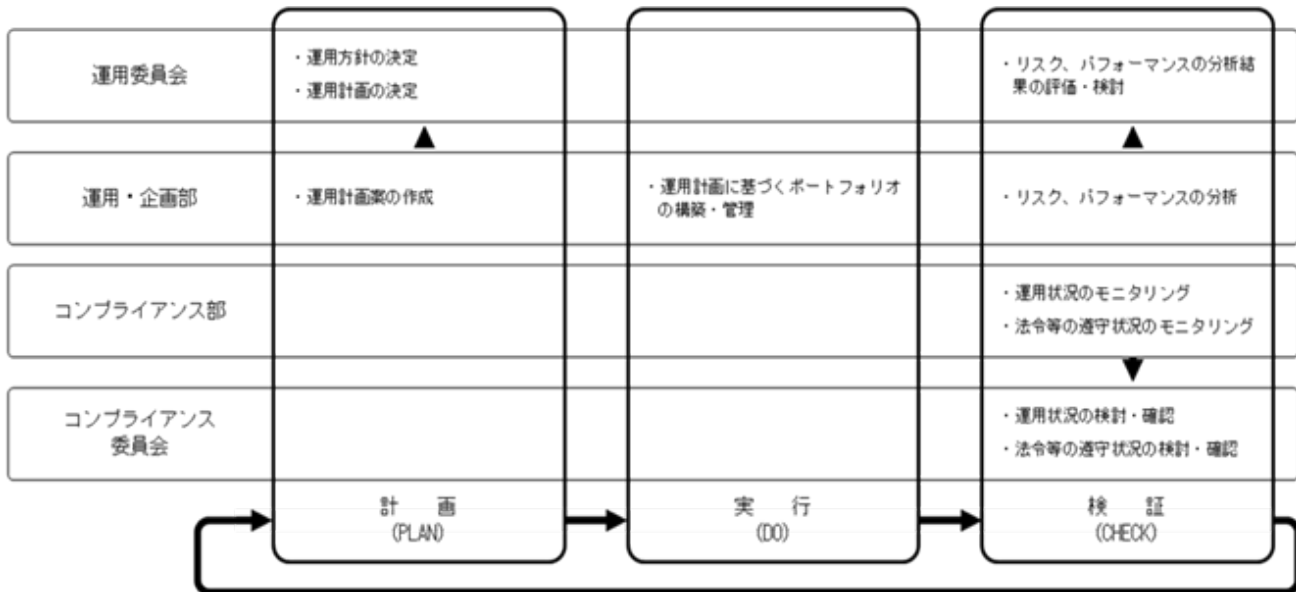 運用委員会
・運用方針の決定
・運用計画の決定
・リスク、パフォーマンスの分析結
果の評価・検討
運用・企画部
・運用計画案の作成
・運用計画に基づくポートフォリオ
の構築・管理
・リスク、パフォーマンスの分析
コンプライアンス部
・運用状況のモニタリング
・法令等の遵守状況のモニタリング
コンプライアンス
委員会
・運用状況の検討・確認
・法令等の遵守状況の検討・確認
計　画
(PLAN)
実　行
(DO)
検　証
(CHECK)